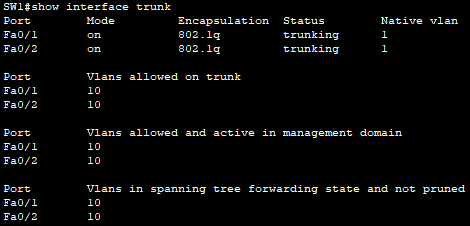 SW1#show interface trunk
Port Mode Encapsulation Status Native vlan
Fa0/1 on 802.1q trunking 1
Fa0/2 on 802.1q trunking 1
Port Vlans allowed on trunk
Fa0/1 10
Fa0/2 10
Port Vlans allowed and active in management domain
Fa0/1 10
Fa0/2 10
Port Vlans in spanning tree forwarding state and not pruned
Fa0/1 10
Fa0/2 10